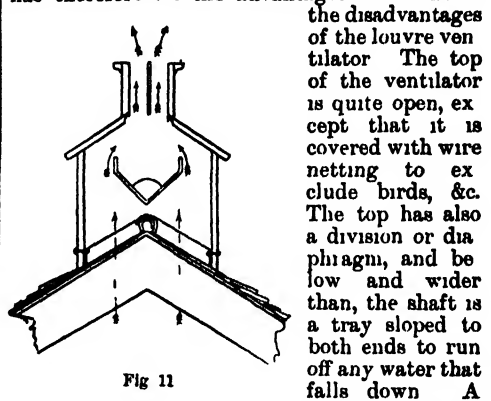 the disadvantages
of the louvre ven
tilator The top
of the ventilator
is quite open, ex
cept that it is
covered with wire
netting to ex
clude birds, &c.
The top has also
a division or dia
phragm, and be
low and wider
than, the shaft is
a tray sloped to
both ends to run
off any water that
falls down A
Fig 11